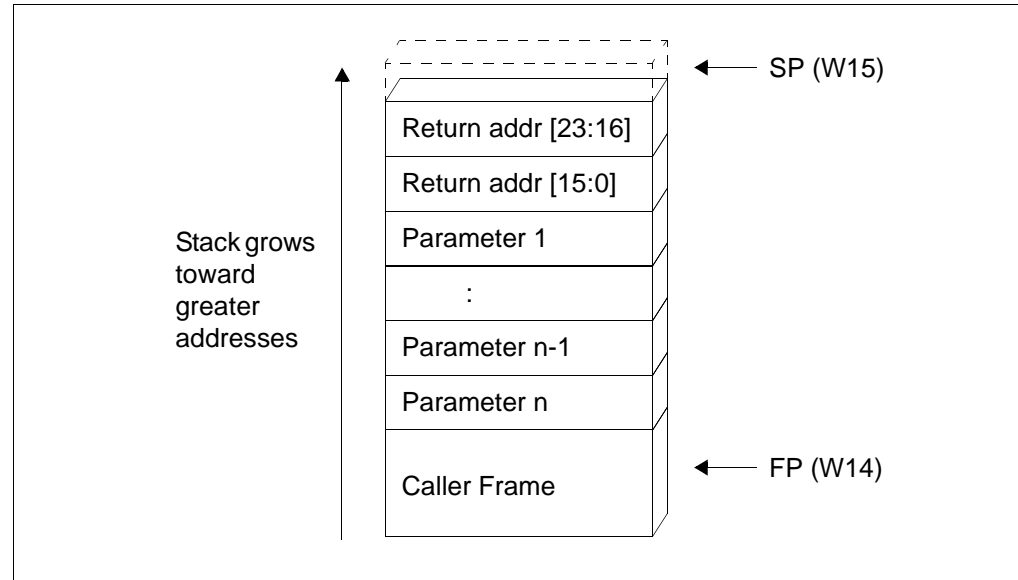 SP (W15)
Return addr [23:16]
Return addr [15:0]
Parameter 1
:
Parameter n-1
Parameter n
Caller Frame
Stack grows
toward
greater
addresses
FP (W14)